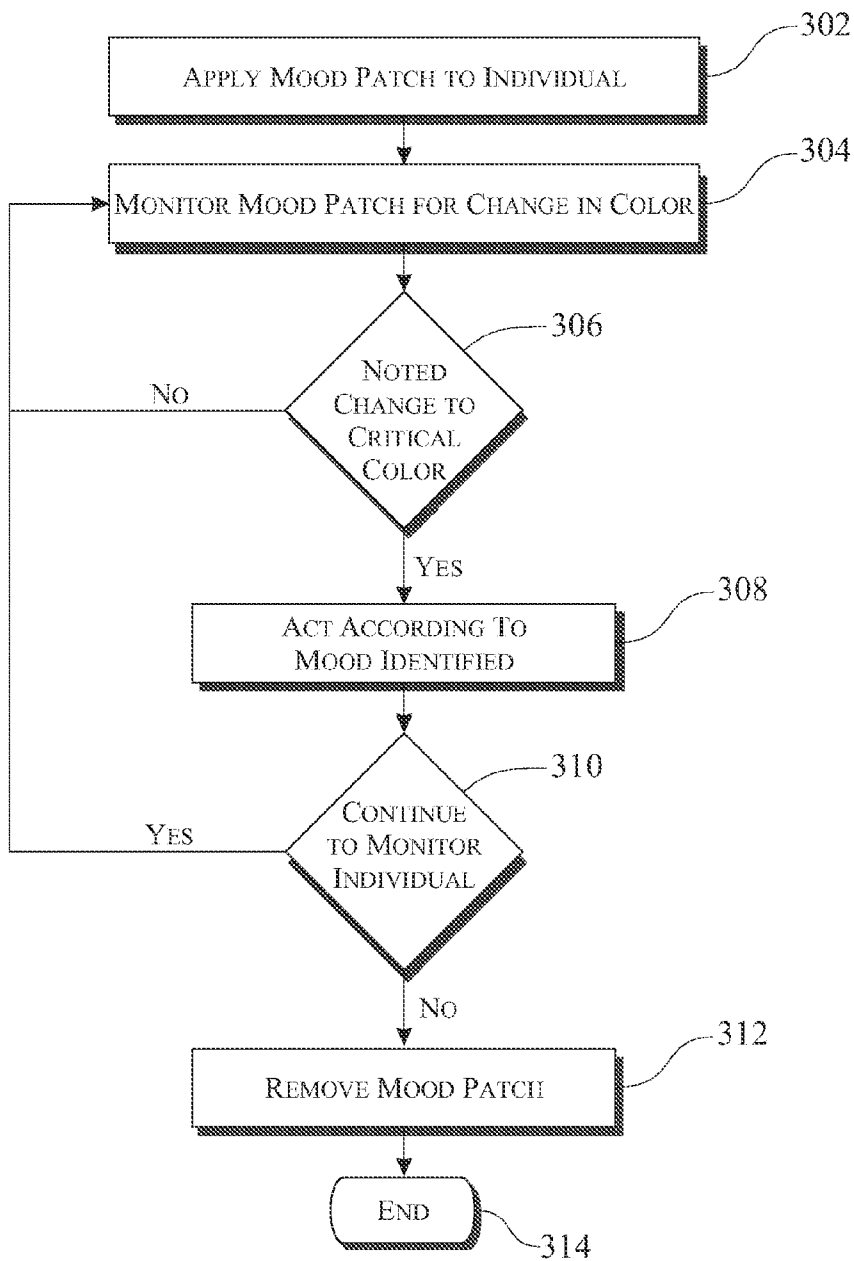 302
APPLY MOOD PATCH TO INDIVIDUAL
304
MONITOR MOOD PATCH FOR CHANGE IN COLOR
306
NOTED
CHANGE TO
CRITICAL
COLOR
NO
YES
308
ACT ACCORDING TO
MOOD IDENTIFIED
310
CONTINUE
TO MONITOR
INDIVIDUAL
YES
NO
312
REMOVE MOOD PATCH
END
314